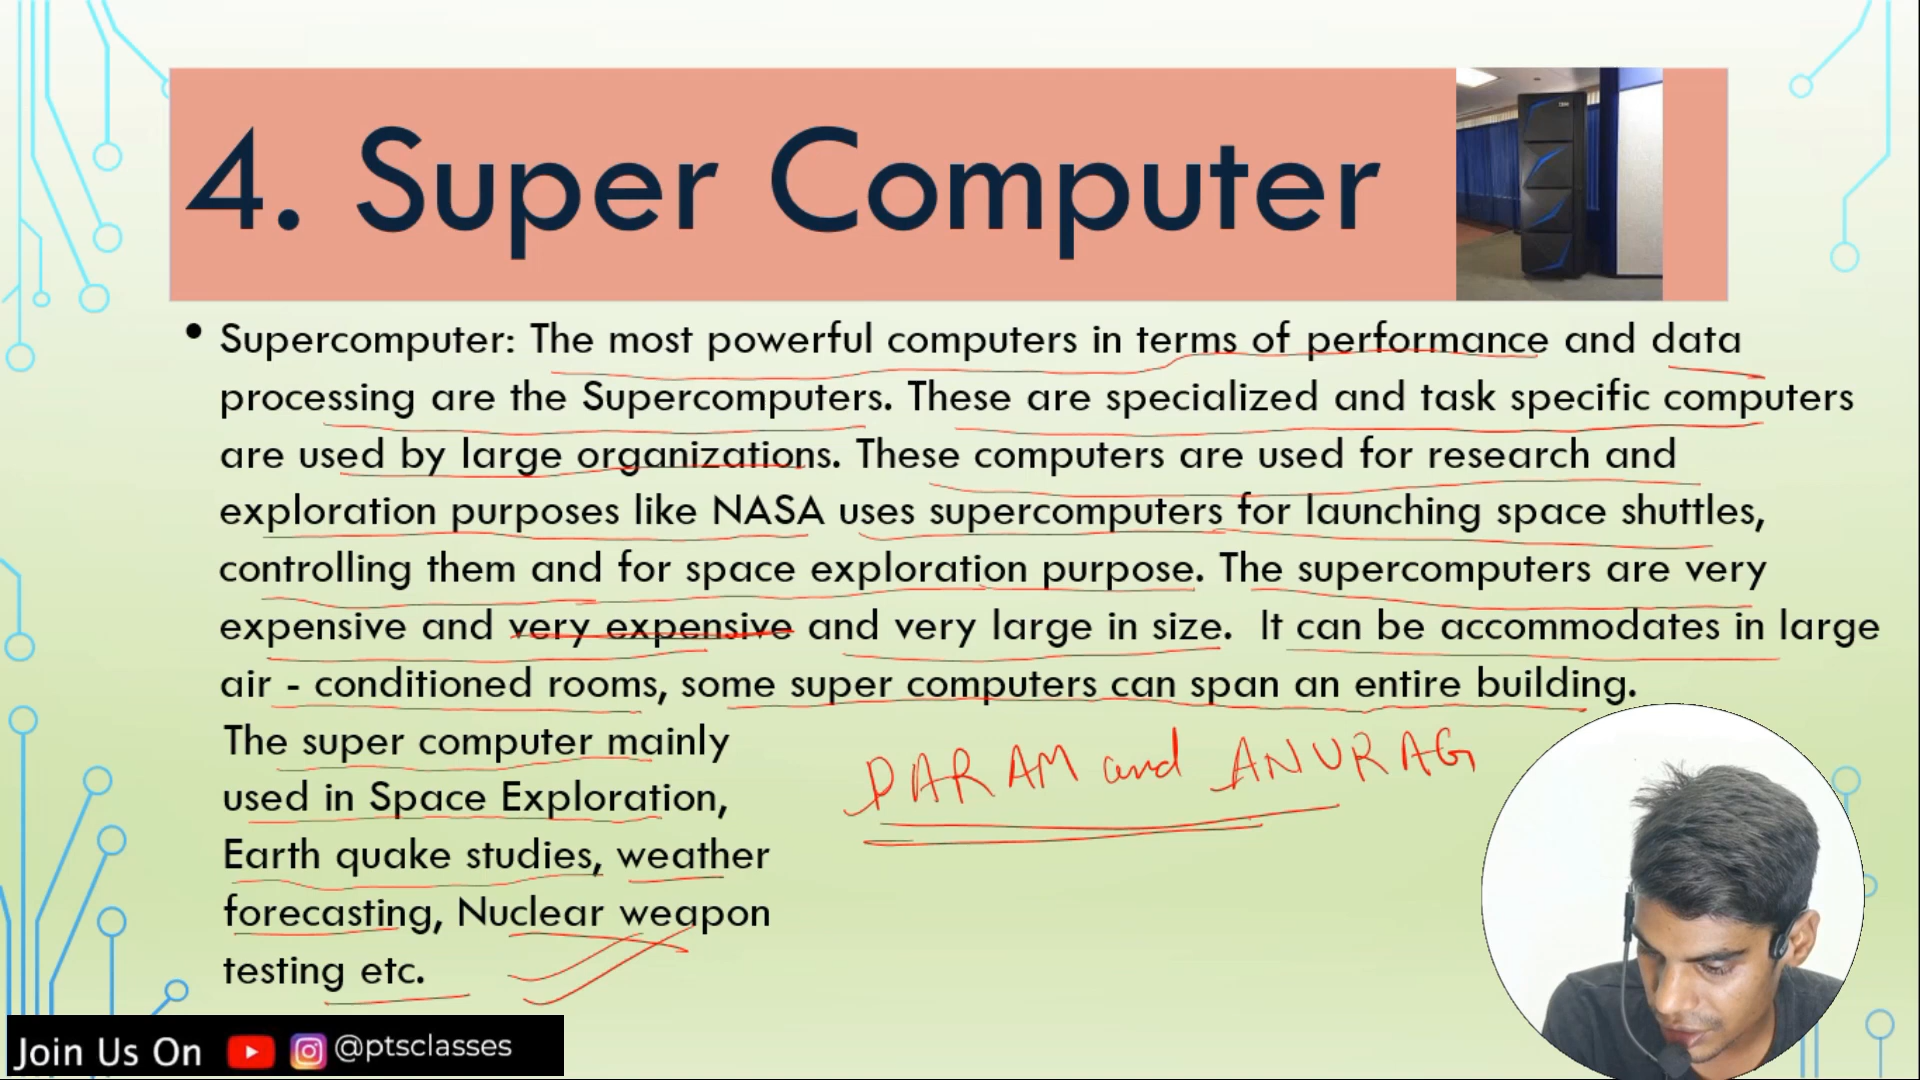 4. Super Computer
• Supercomputer: The most powerful computers in terms of performance and data
processing are the Supercomputers. These are specialized and task specific computers
are used by large organizations. These computers are used for research and
exploration purposes like NASA uses supercomputers for launching space shuttles,
controlling them and for space exploration purpose. The supercomputers are very
expensive and very expensive and very large in size. It can be accommodates in large
air - conditioned rooms, some super computers can span an entire building.
The super computer mainly
used in Space Exploration,
Earth quake studies, weather
forecasting, Nuclear weapon
testing etc.
PARAM and ANURAG
Join Us On @ptsclasses